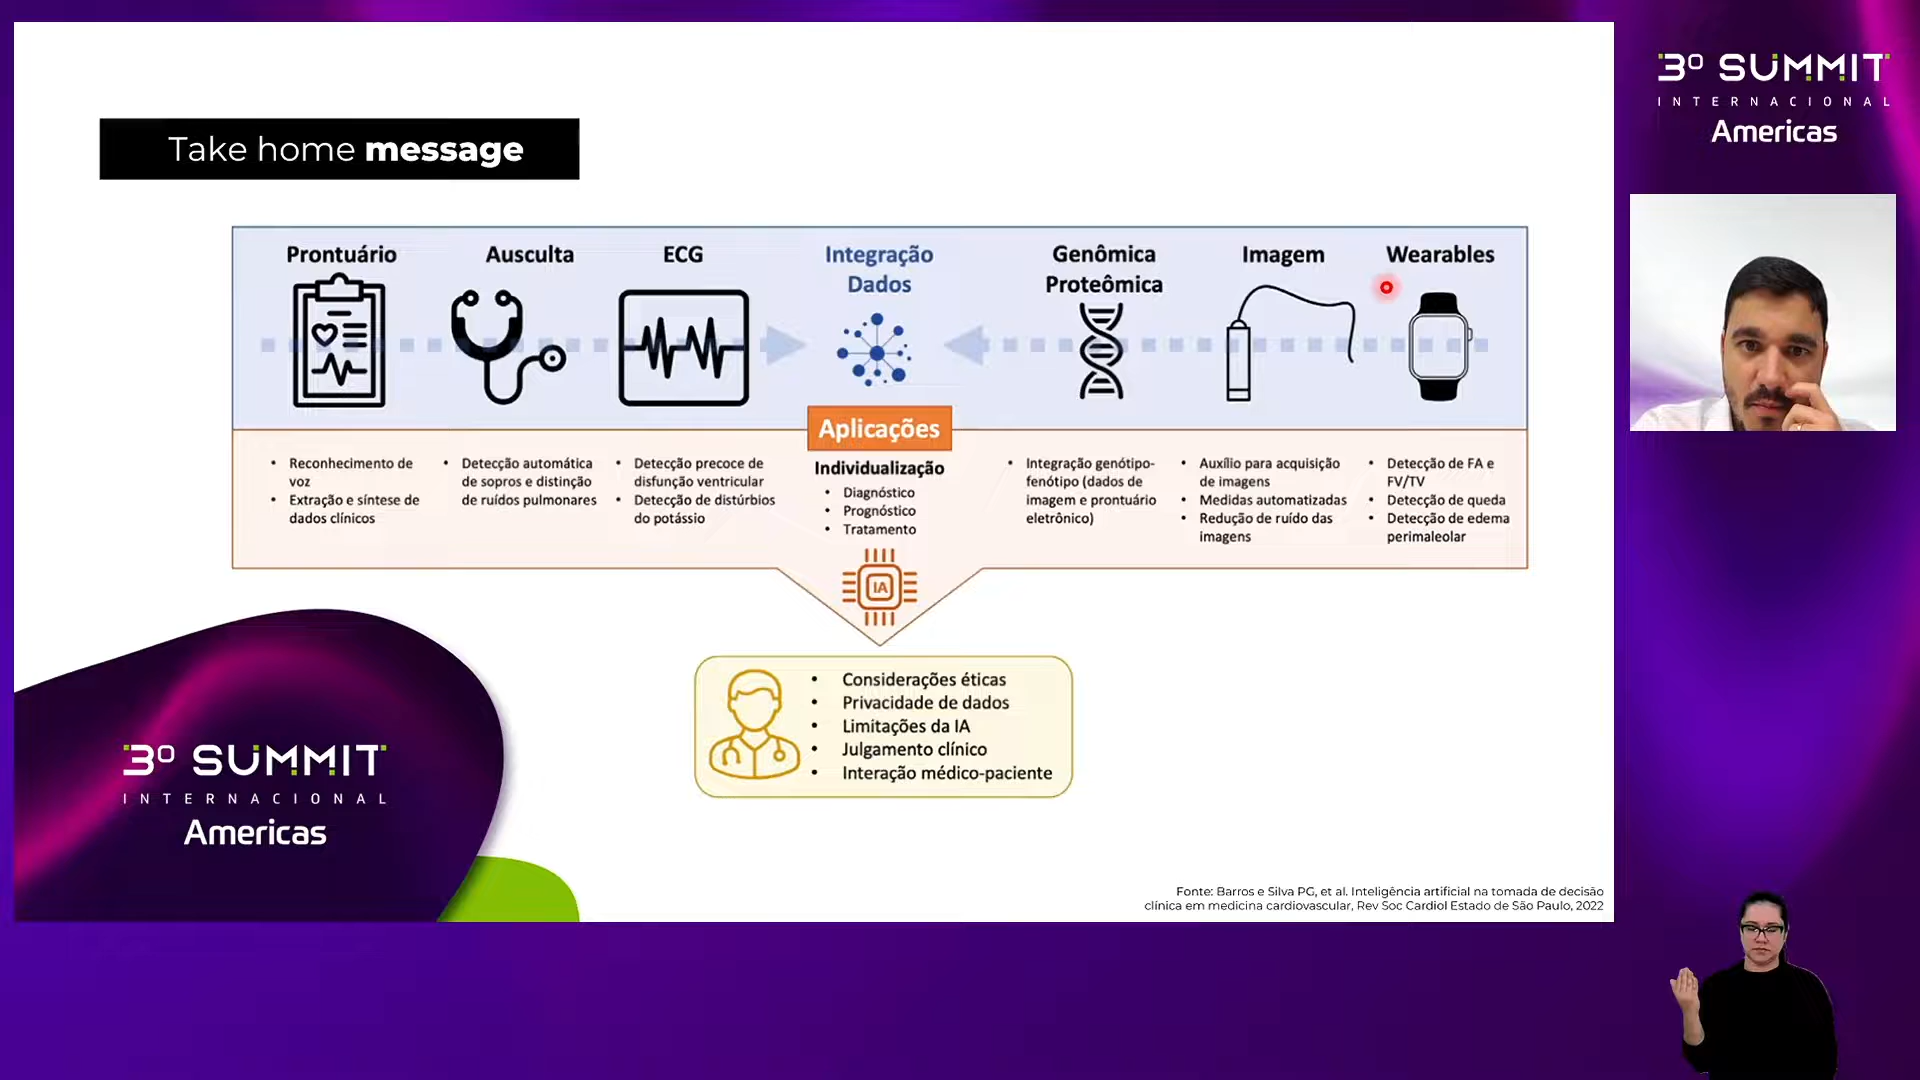 Take home message
Prontuário
Ausculta
ECG
Integração
Dados
Genômica
Proteômica
Imagem
Wearables
Aplicações
• Reconhecimento de
voz
• Extração e síntese de
dados clínicos
• Detecção automática
de sopros e distinção
de ruídos pulmonares
• Detecção precoce de
disfunção ventricular
• Detecção de distúrbios
do potássio
Individualização
• Diagnóstico
• Prognóstico
• Tratamento
IA
• Integração genótipo-
fenótipo (dados de
imagem e prontuário
eletrônico)
• Auxílio para acquisição
de imagens
• Medidas automatizadas
• Redução de ruído das
imagens
• Detecção de FA e
FV/TV
• Detecção de queda
• Detecção de edema
perimaleolar
• Considerações éticas
• Privacidade de dados
• Limitações da IA
• Julgamento clínico
• Interação médico-paciente
3º SUMMIT
INTERNACIONAL
Americas
Fonte: Barros e Silva PG, et al. Inteligência artificial na tomada de decisão
clínica em medicina cardiovascular, Rev Soc Cardiol Estado de São Paulo, 2022
3º SUMMIT
INTERNACIONAL
Americas